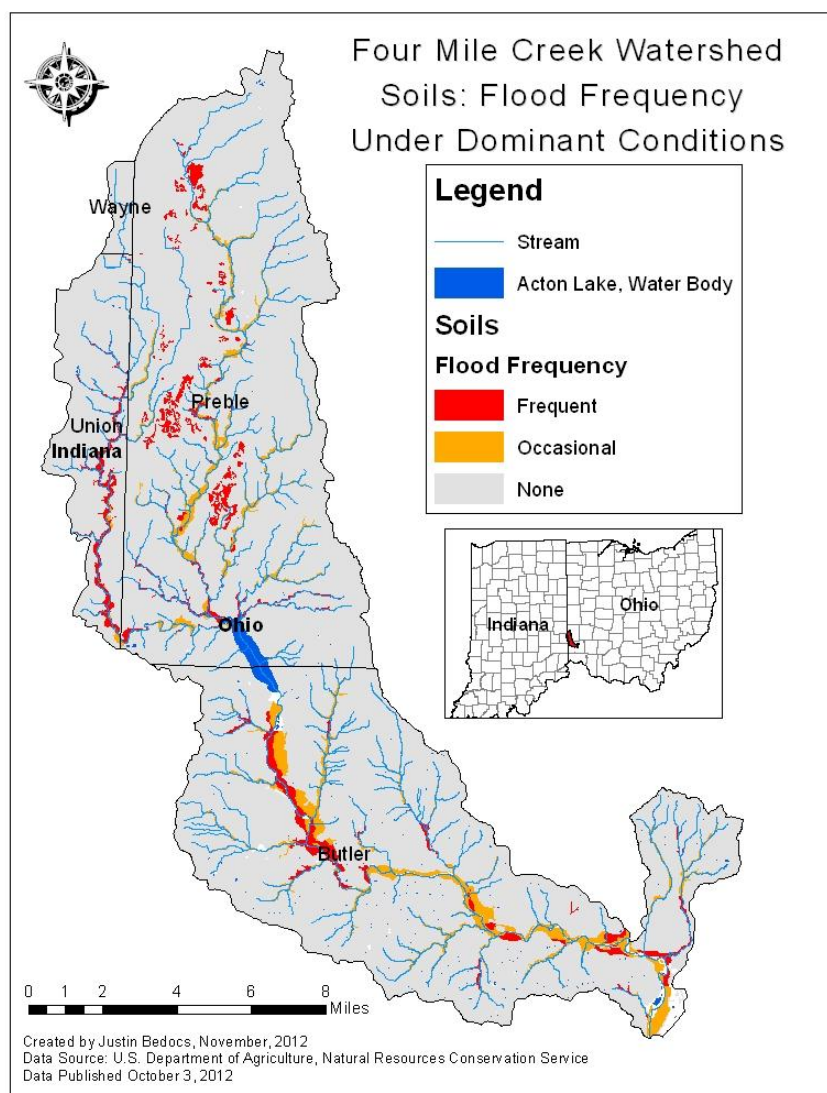 Four Mile Creek Watershed
Soils: Flood Frequency
Under Dominant Conditions
Legend
Stream
Acton Lake, Water Body
Soils
Flood Frequency
Frequent
Occasional
None
Wayne
Preble
Union
Indiana
Ohio
Butler
Indiana
Ohio
0 1 2 4 6 8
Miles
Created by Justin Bedocs, November, 2012
Data Source: U.S. Department of Agriculture, Natural Resources Conservation Service
Data Published October 3, 2012